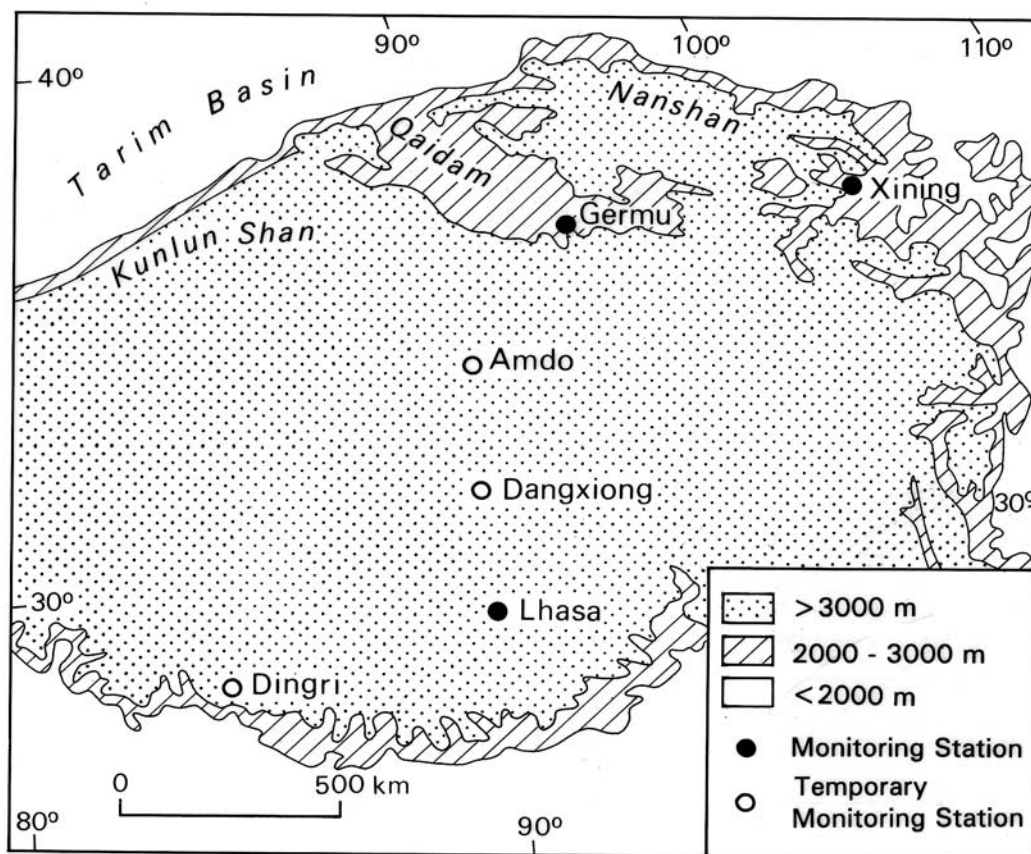 90°
100°
110°
40°
Tarim Basin
Nanshan
Qaidam
Xining
Germu
Kunlun Shan
Amdo
Dangxiong
30°
30°
Lhasa
Dingri
>3000 m
2000 - 3000 m
<2000 m
Monitoring Station
Temporary
Monitoring Station
0 500 km
80°
90°